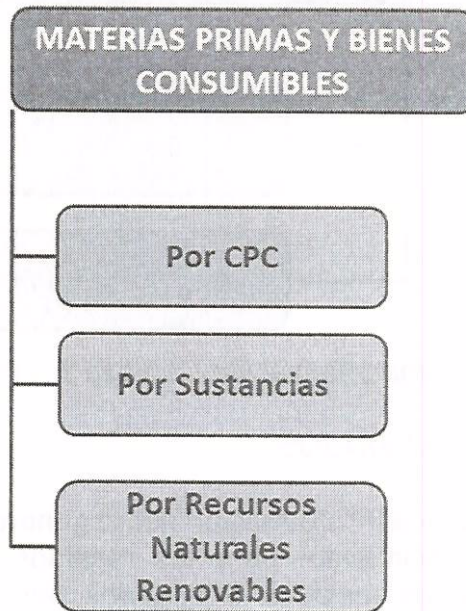 MATERIAS PRIMAS Y BIENES
CONSUMIBLES
Por CPC
Por Sustancias
Por Recursos
Naturales
Renovables